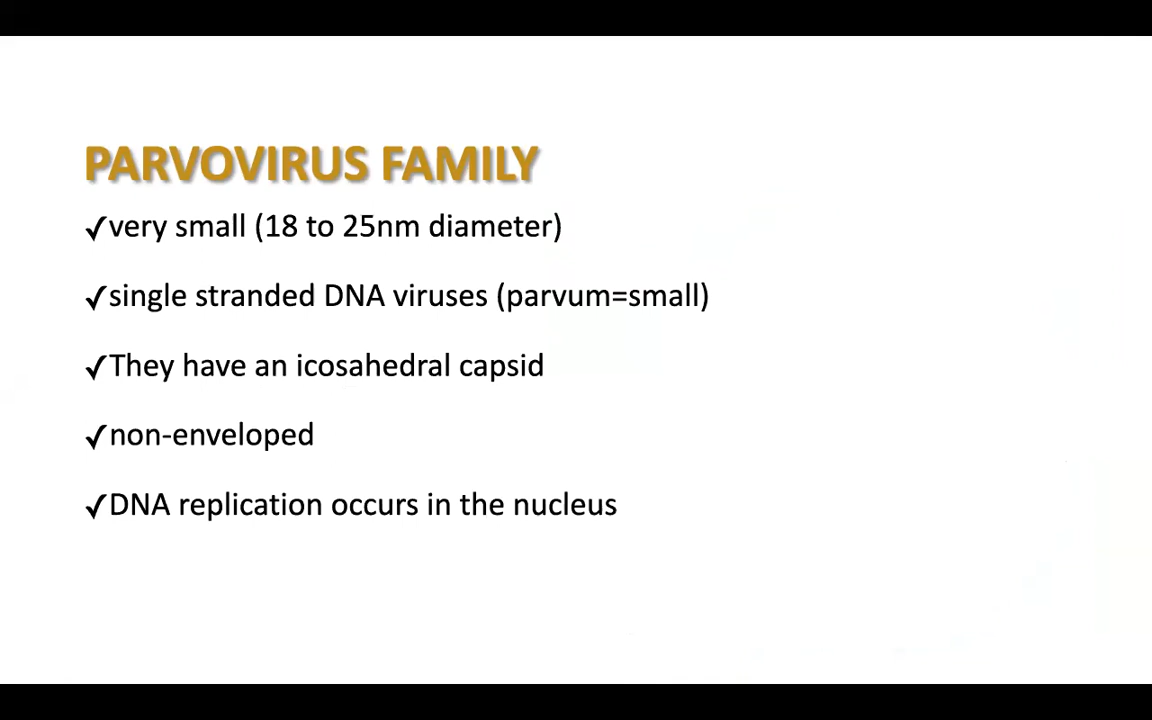 PARVOVIRUS FAMILY
✓very small (18 to 25nm diameter)
✓single stranded DNA viruses (parvum=small)
✓They have an icosahedral capsid
✓non-enveloped
✓DNA replication occurs in the nucleus